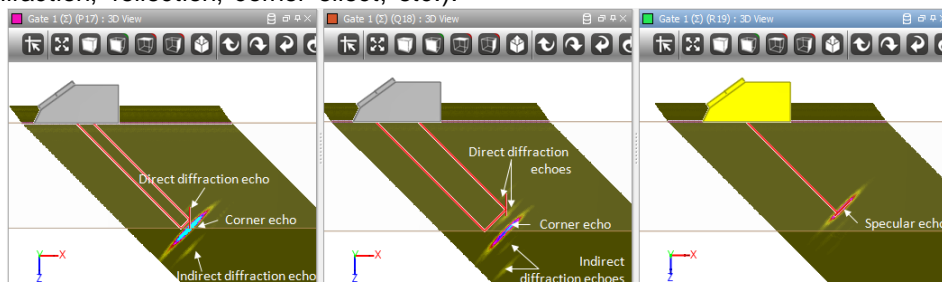 fraction, reflection, corner effect, etc).
Gate 1 (Σ) (P17) : 3D View
Direct diffraction echo
Corner echo
Indirect diffraction echo
X
Z
Gate 1 (Σ) (Q18) : 3D View
Direct diffraction
echoes
Corner echo
Indirect
diffraction echoes
X
Z
Gate 1 (Σ) (R19) : 3D View
Specular echo
X
Z